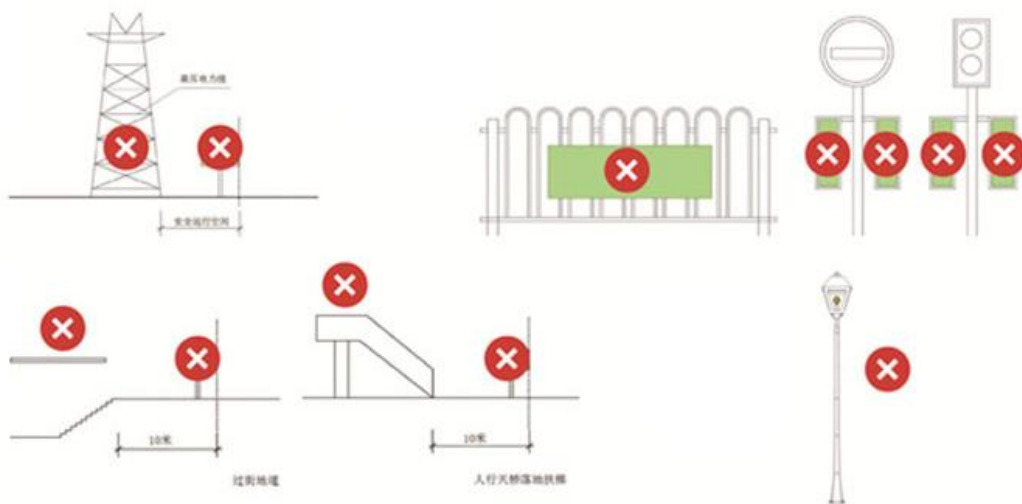 高压电力线
安全运行空间
10米
10米
过街地道
人行天桥落地扶梯